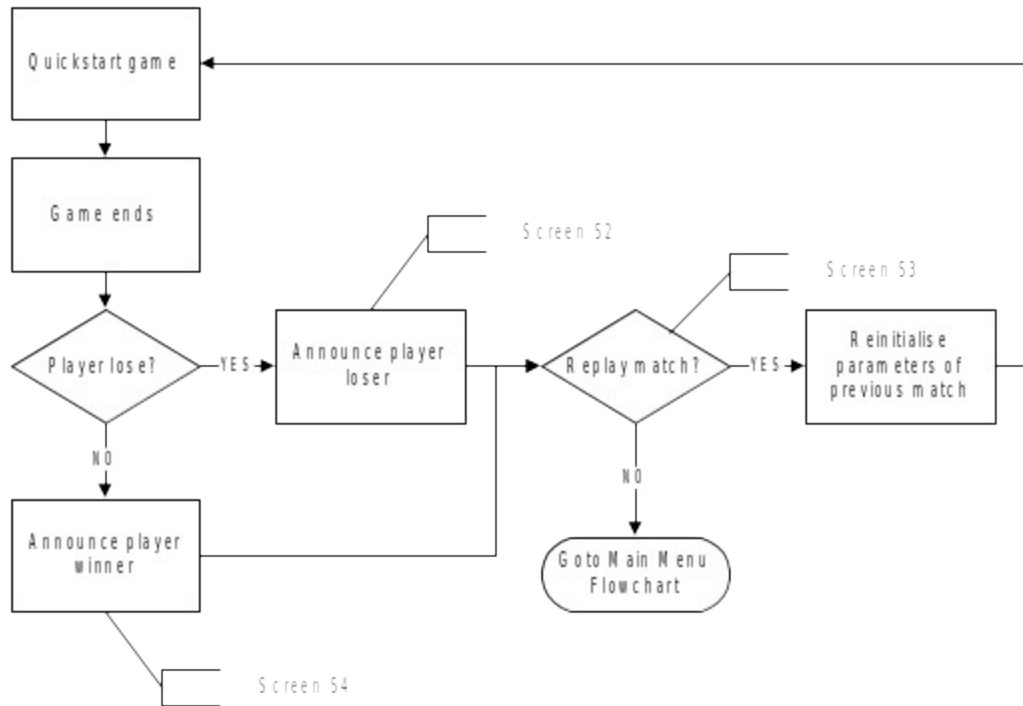 Quickstart game
Game ends
Screen 52
Screen 53
Player lose?
YES
Announce player
loser
Replay match?
YES
Reinitialise
parameters of
previous match
NO
NO
Announce player
winner
Goto Main Menu
Flowchart
Screen 54